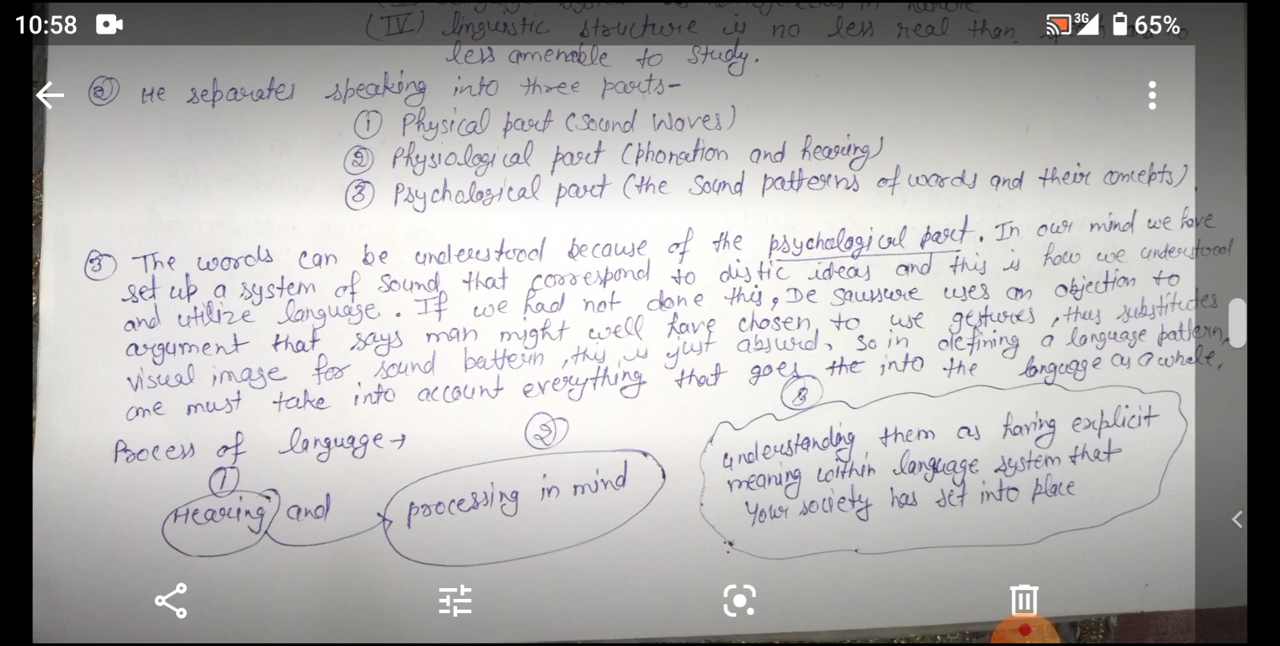 10:58
3G
65%
(IV) linguistic structure is no less real than
less amenable to study.
② He separates speaking into three parts-
① Physical part (sound waves)
② Physiological part (phonation and hearing)
③ Psychological part (the sound patterns of words and their concepts)
③ The words can be understood because of the psychological part. In our mind we have
set up a system of sound that correspond to distic ideas and this is how we understood
and utilize language. If we had not done this, De saussure uses an objection to
argument that says man might well have chosen to use gestures, thus substitutes
visual image for sound battern, this is just absurd, so in defining a language pattern,
one must take into account everything that goes the into the language as a whole,
Process of language →
① ② ③
Hearing and processing in mind
understanding them as having explicit
meaning within language system that
your society has set into place